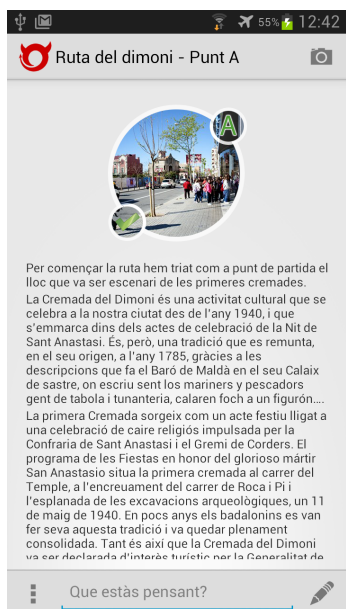 55% 12:42
Ruta del dimoni - Punt A
A
Per començar la ruta hem triat com a punt de partida el
lloc que va ser escenari de les primeres cremades.
La Cremada del Dimoni és una activitat cultural que se
celebra a la nostra ciutat des de l'any 1940, i que
s'emmarca dins dels actes de celebració de la Nit de
Sant Anastasi. És, però, una tradició que es remunta,
en el seu origen, a l'any 1785, gràcies a les
descripcions que fa el Baró de Maldà en el seu Calaix
de sastre, on escriu sent los mariners y pescadors
gent de tabola i tunanteria, calaren foch a un figurón....
La primera Cremada sorgeix com un acte festiu lligat a
una celebració de caire religiós impulsada per la
Confraria de Sant Anastasi i el Gremi de Corders. El
programa de les Fiestas en honor del glorioso mártir
San Anastasio situa la primera cremada al carrer del
Temple, a l'encreuament del carrer de Roca i Pi i
l'esplanada de les excavacions arqueològiques, un 11
de maig de 1940. En pocs anys els badalonins es van
fer seva aquesta tradició i va quedar plenament
consolidada. Tant és així que la Cremada del Dimoni
va ser declarada d'interès turístic per la Generalitat de
Que estàs pensant?